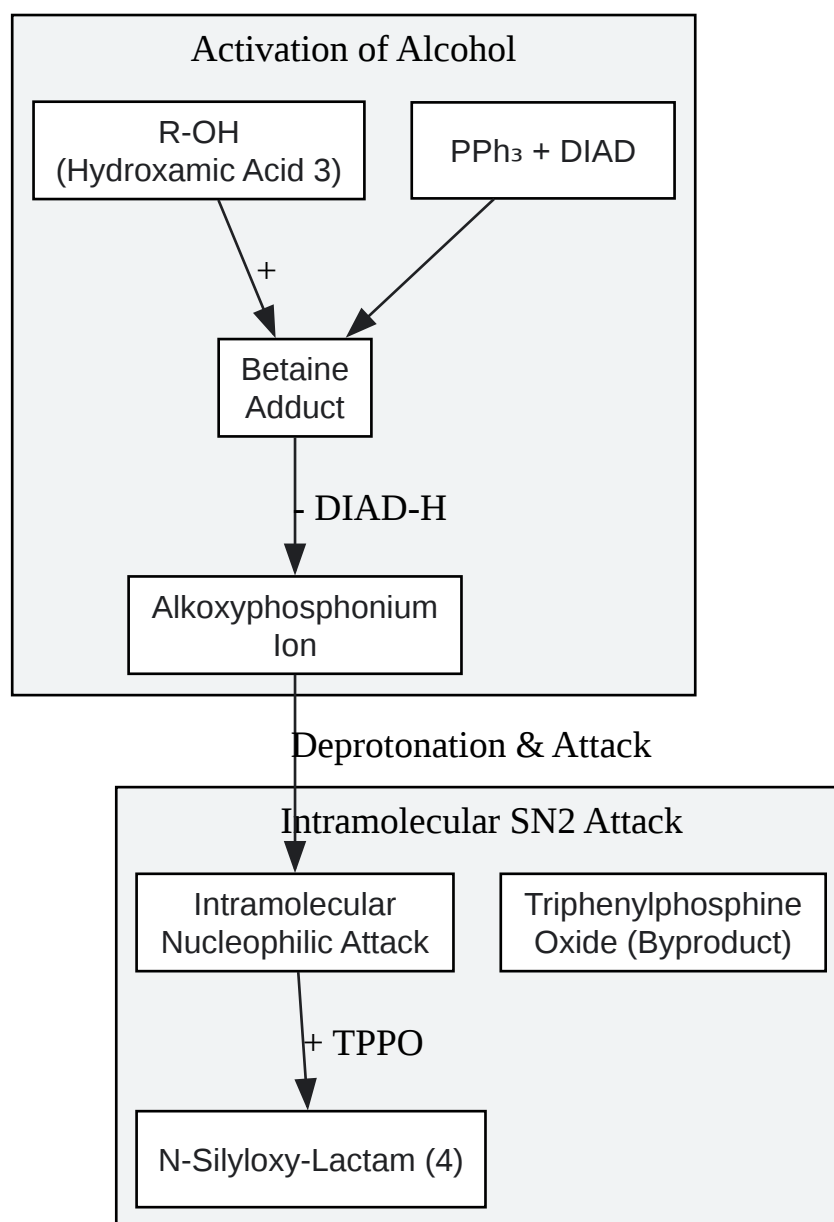 Activation of Alcohol
R-OH
(Hydroxamic Acid 3)
PPh₃ + DIAD
+
Betaine
Adduct
- DIAD-H
Alkoxyphosphonium
Ion
Deprotonation & Attack
Intramolecular SN2 Attack
Intramolecular
Nucleophilic Attack
Triphenylphosphine
Oxide (Byproduct)
+ TPPO
N-Silyloxy-Lactam (4)